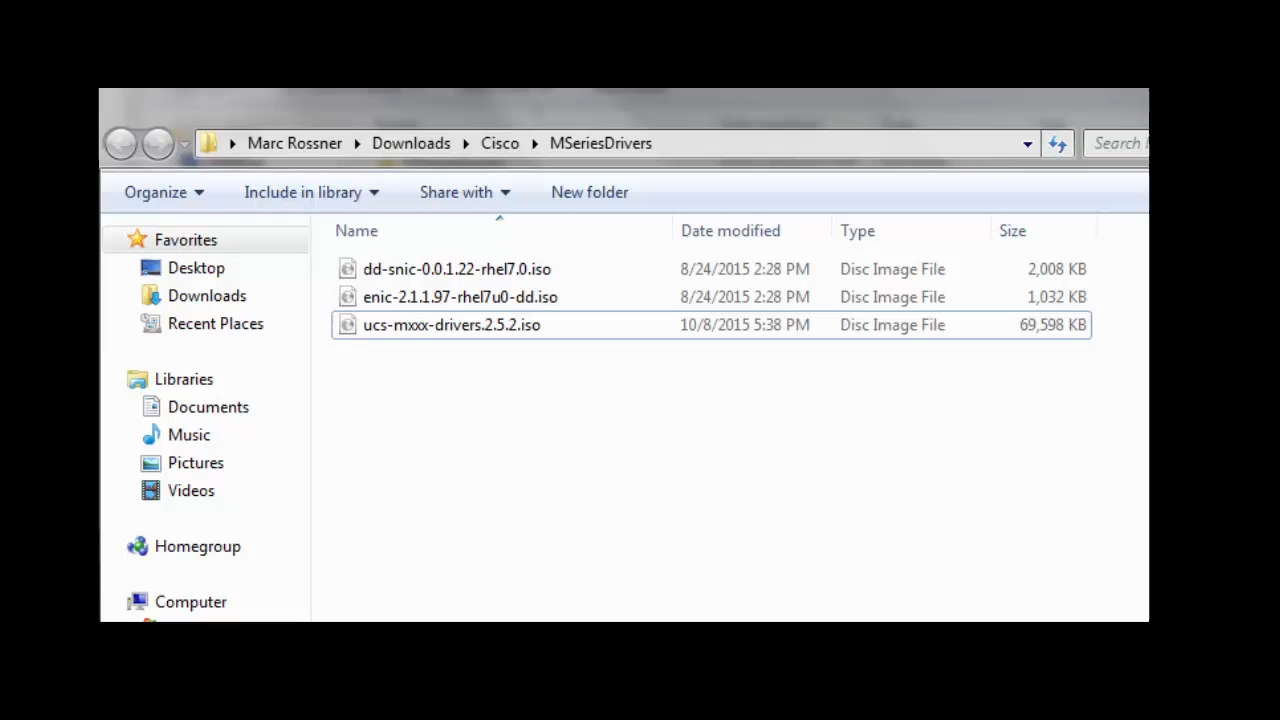 Marc Rossner Downloads Cisco MSeriesDrivers Search
Organize Include in library Share with New folder
Name Date modified Type Size
Favorites
Desktop
Downloads
Recent Places
Libraries
Documents
Music
Pictures
Videos
Homegroup
Computer
dd-snic-0.0.1.22-rhel7.0.iso 8/24/2015 2:28 PM Disc Image File 2,008 KB
enic-2.1.1.97-rhel7u0-dd.iso 8/24/2015 2:28 PM Disc Image File 1,032 KB
ucs-mxxx-drivers.2.5.2.iso 10/8/2015 5:38 PM Disc Image File 69,598 KB